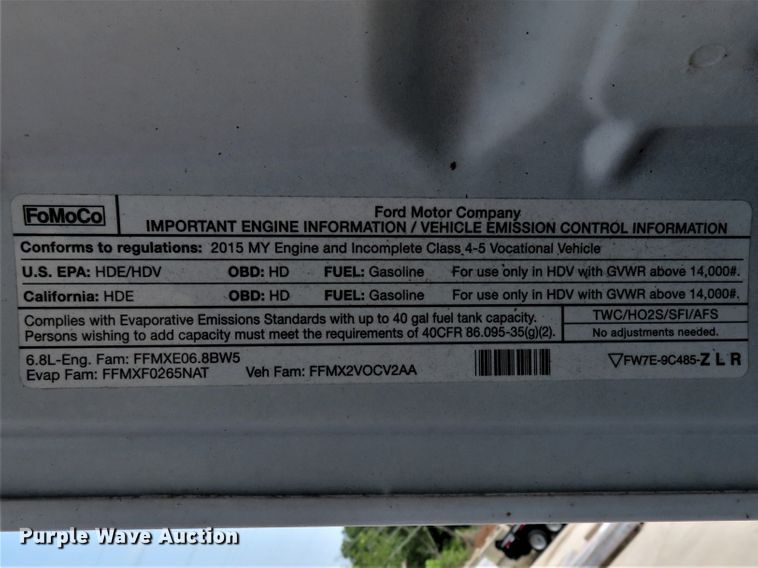 FoMoCo
Ford Motor Company
IMPORTANT ENGINE INFORMATION / VEHICLE EMISSION CONTROL INFORMATION
Conforms to regulations: 2015 MY Engine and Incomplete Class 4-5 Vocational Vehicle
U.S. EPA: HDE/HDV OBD: HD FUEL: Gasoline For use only in HDV with GVWR above 14,000#.
California: HDE OBD: HD FUEL: Gasoline For use only in HDV with GVWR above 14,000#.
Complies with Evaporative Emissions Standards with up to 40 gal fuel tank capacity.
Persons wishing to add capacity must meet the requirements of 40CFR 86.095-35(g)(2).
TWC/HO2S/SFI/AFS
No adjustments needed.
6.8L-Eng. Fam: FFMXE06.8BW5
Evap Fam: FFMXF0265NAT Veh Fam: FFMX2VOCV2AA
FW7E-9C485-ZLR
Purple Wave Auction